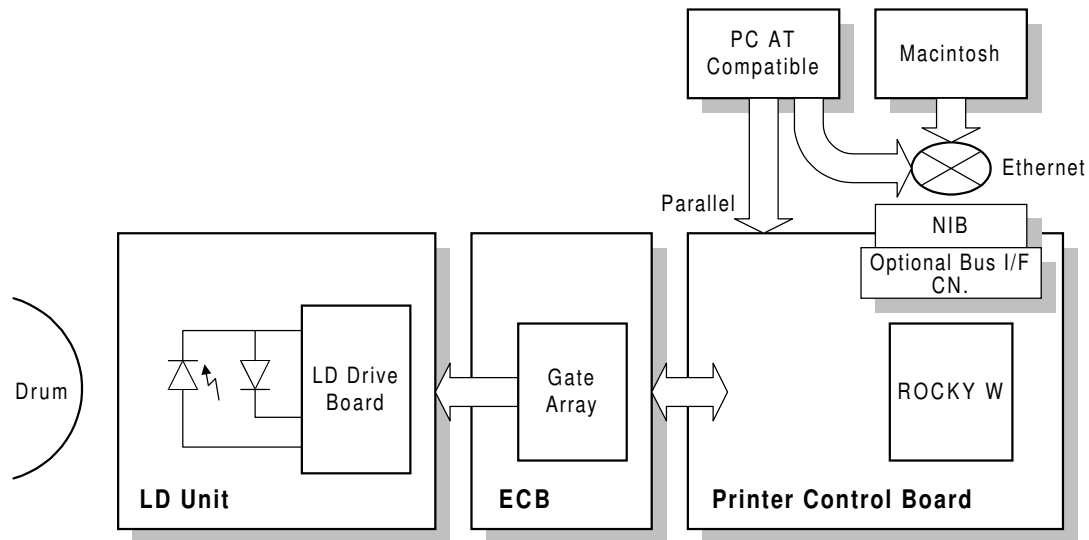 PC AT
Compatible
Macintosh
Ethernet
Parallel
NIB
Optional Bus I/F
CN.
Drum
LD Drive
Board
Gate
Array
ROCKY W
LD Unit
ECB
Printer Control Board